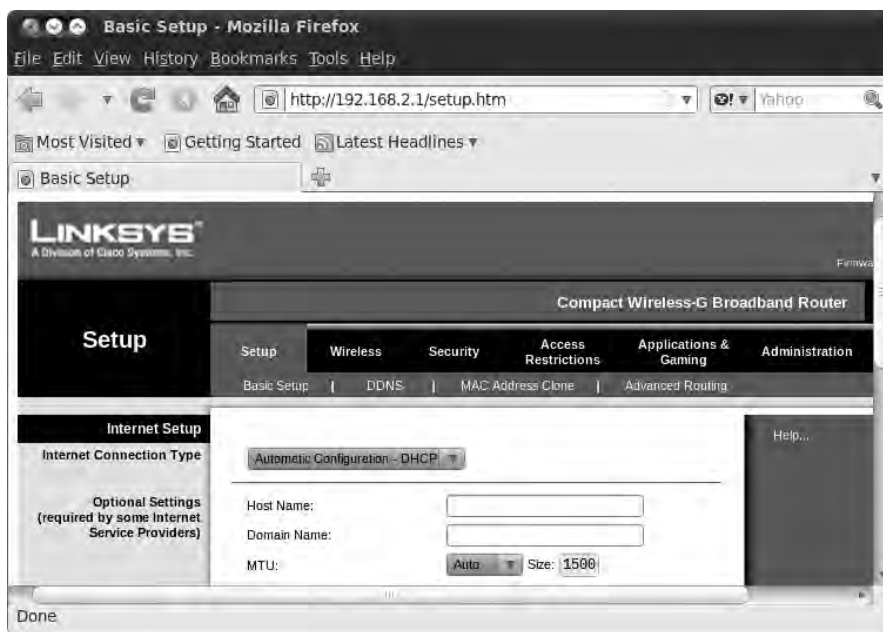 Basic Setup - Mozilla Firefox
File Edit View History Bookmarks Tools Help
http://192.168.2.1/setup.htm
Yahoo
Most Visited
Getting Started
Latest Headlines
Basic Setup
LINKSYS
A Division of Cisco Systems, Inc.
Firmwa
Compact Wireless-G Broadband Router
Setup
Setup
Wireless
Security
Access Restrictions
Applications & Gaming
Administration
Basic Setup | DDNS | MAC Address Clone | Advanced Routing
Internet Setup
Help...
Internet Connection Type
Automatic Configuration - DHCP
Optional Settings
(required by some Internet
Service Providers)
Host Name:
Domain Name:
MTU:
Auto
Size: 1500
Done